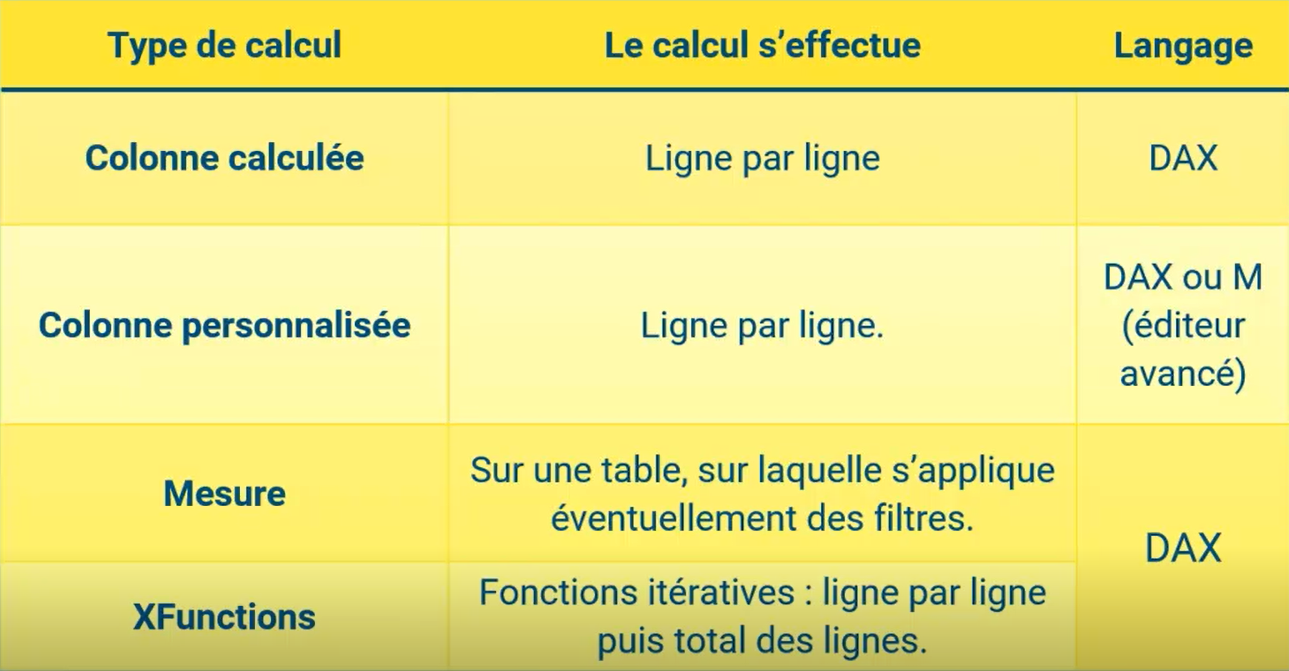 Type de calcul
Le calcul s’effectue
Langage
Colonne calculée
Ligne par ligne
DAX
Colonne personnalisée
Ligne par ligne.
DAX ou M
(éditeur
avancé)
Mesure
Sur une table, sur laquelle s’applique
éventuellement des filtres.
DAX
XFunctions
Fonctions itératives : ligne par ligne
puis total des lignes.